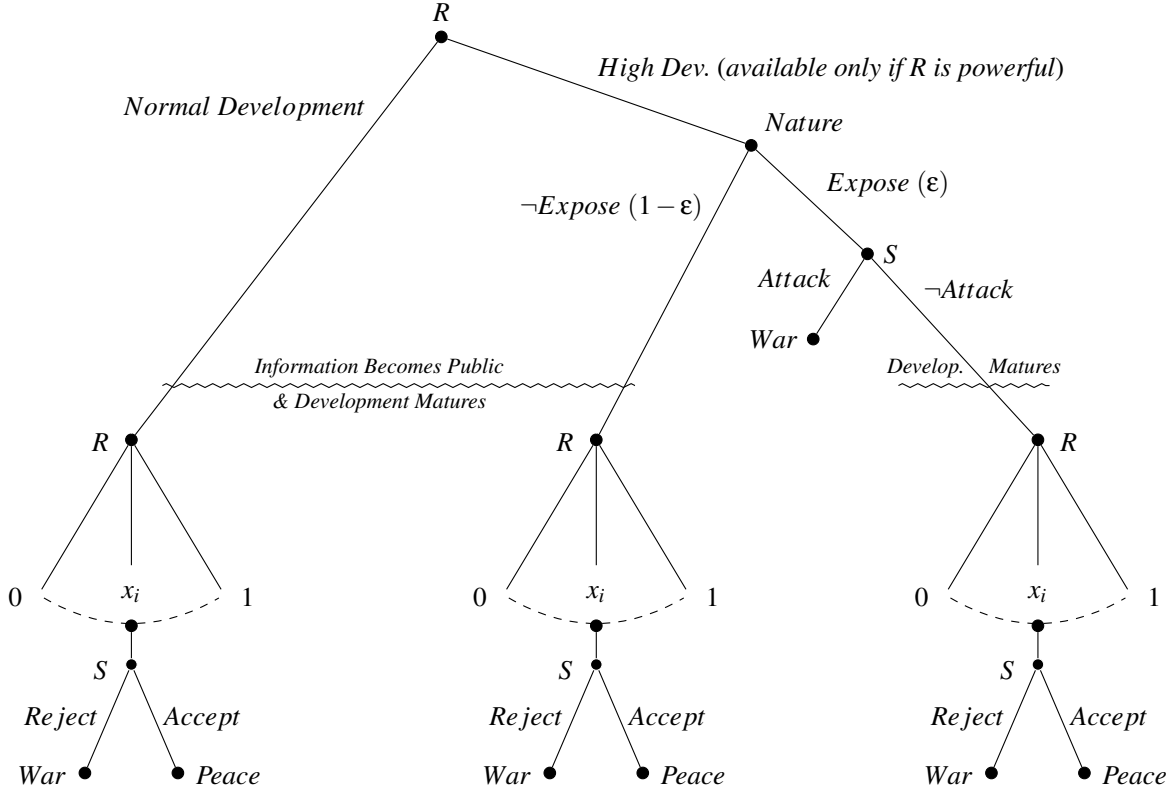 R
High Dev. (available only if R is powerful)
Normal Development
Nature
Expose (ε)
¬Expose (1−ε)
S
Attack
¬Attack
War
Information Becomes Public
& Development Matures
Develop. Matures
R
R
R
0
x_i
1
0
x_i
1
0
x_i
1
S
S
S
Reject
Accept
Reject
Accept
Reject
Accept
War
Peace
War
Peace
War
Peace